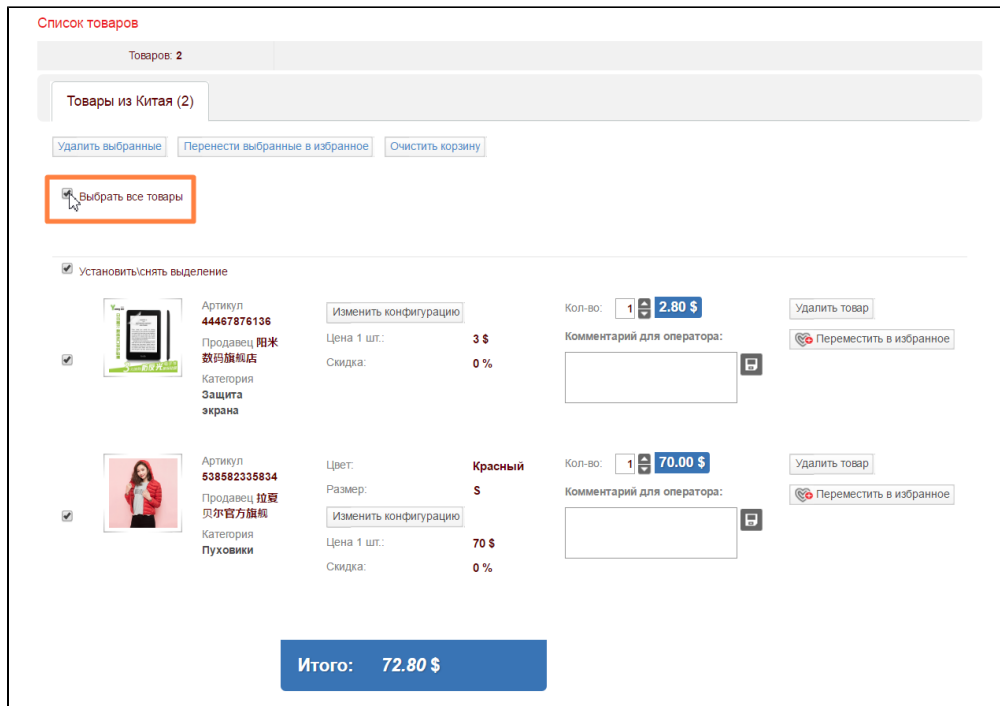 Список товаров
Товаров: 2
Товары из Китая (2)
Удалить выбранные Перенести выбранные в избранное Очистить корзину
Выбрать все товары
Установить\снять выделение
Артикул
44467876136
Продавец 阳米
数码旗舰店
Категория
Защита
экрана
Изменить конфигурацию
Цена 1 шт.: 3 $
Скидка: 0 %
Кол-во: 1 2.80 $
Комментарий для оператора:
Удалить товар
Переместить в избранное
Артикул
538582335834
Продавец 拉夏
贝尔官方旗舰
Категория
Пуховики
Цвет: Красный
Размер: S
Изменить конфигурацию
Цена 1 шт.: 70 $
Скидка: 0 %
Кол-во: 1 70.00 $
Комментарий для оператора:
Удалить товар
Переместить в избранное
Итого: 72.80 $